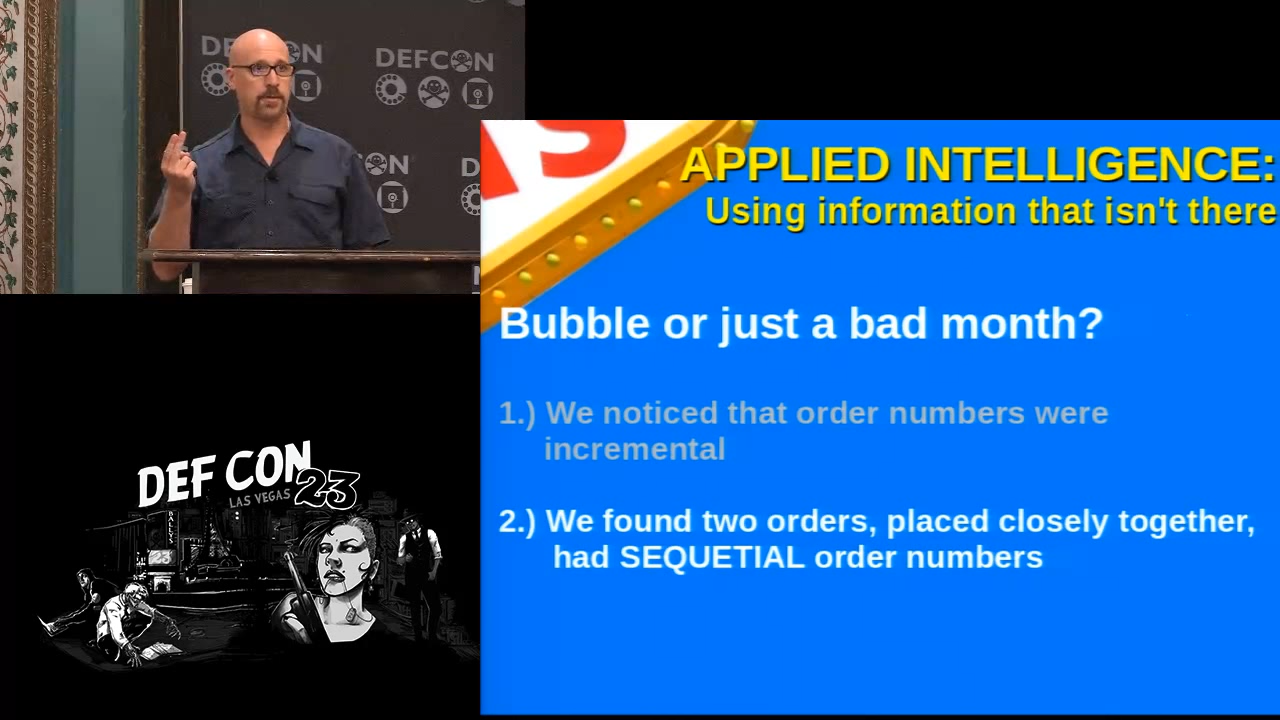 DEFCON
DEFCON
CON
D
APPLIED INTELLIGENCE:
Using information that isn't there
Bubble or just a bad month?
1.) We noticed that order numbers were
incremental
2.) We found two orders, placed closely together,
had SEQUETIAL order numbers
DEF CON
LAS VEGAS 23
BALLYS